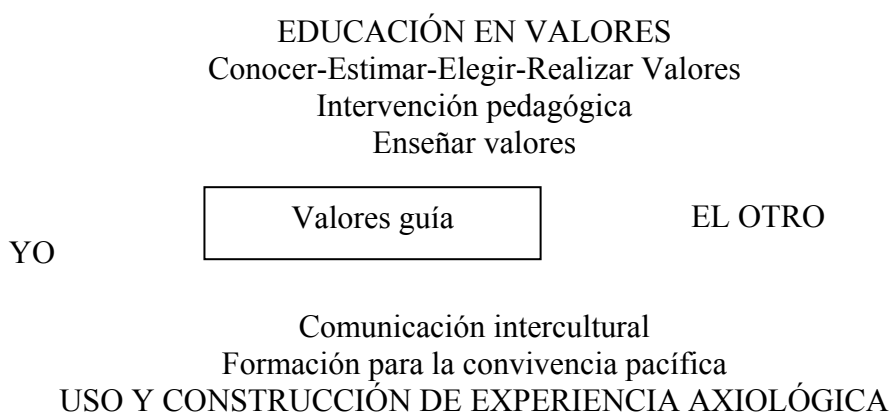 EDUCACIÓN EN VALORES
Conocer-Estimar-Elegir-Realizar Valores
Intervención pedagógica
Enseñar valores
Valores guía
EL OTRO
YO
Comunicación intercultural
Formación para la convivencia pacífica
USO Y CONSTRUCCIÓN DE EXPERIENCIA AXIOLÓGICA